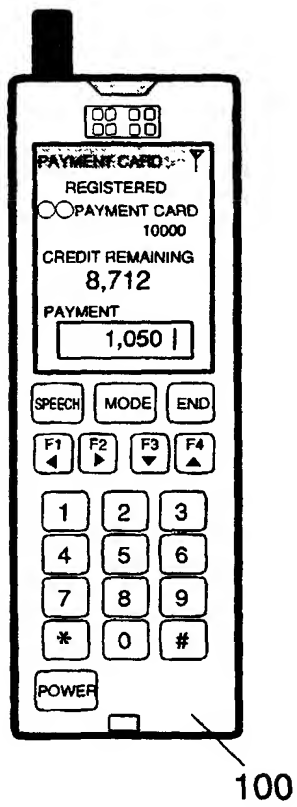 PAYMENT CARD
REGISTERED
○○PAYMENT CARD
10000
CREDIT REMAINING
8,712
PAYMENT
1,050 |
SPEECH MODE END
F1 F2 F3 F4
◀ ▶ ▼ ▲
1 2 3
4 5 6
7 8 9
* 0 #
POWER
100